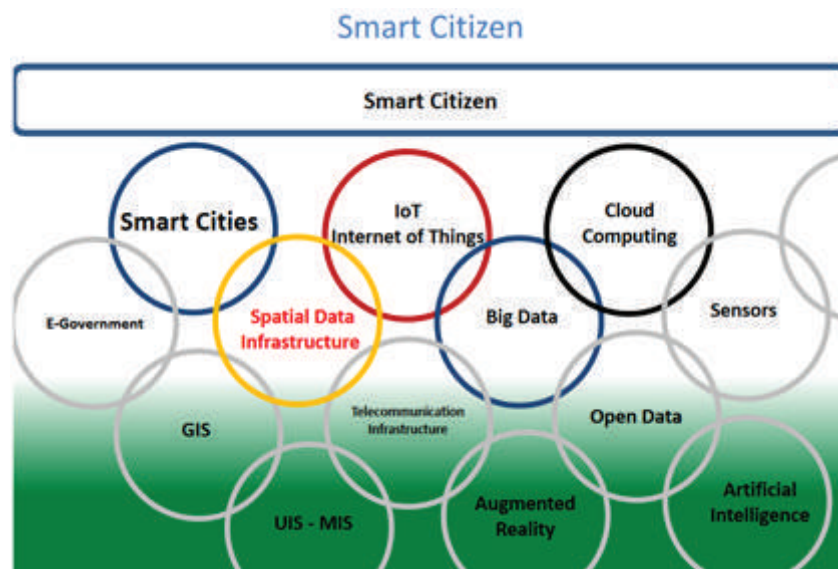 Smart Citizen
Smart Citizen
Smart Cities
IoT
Internet of Things
Cloud
Computing
E-Government
Spatial Data
Infrastructure
Big Data
Sensors
GIS
Telecommunication
Infrastructure
Open Data
UIS - MIS
Augmented
Reality
Artificial
Intelligence